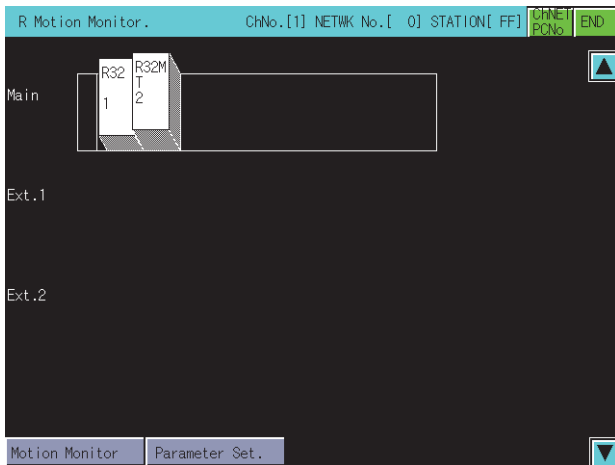 R Motion Monitor. ChNo.[1] NETWK No.[ 0] STATION[ FF] ChNET END
PCNo
R32 R32M
T
Main 1 2
Ext.1
Ext.2
Motion Monitor Parameter Set.